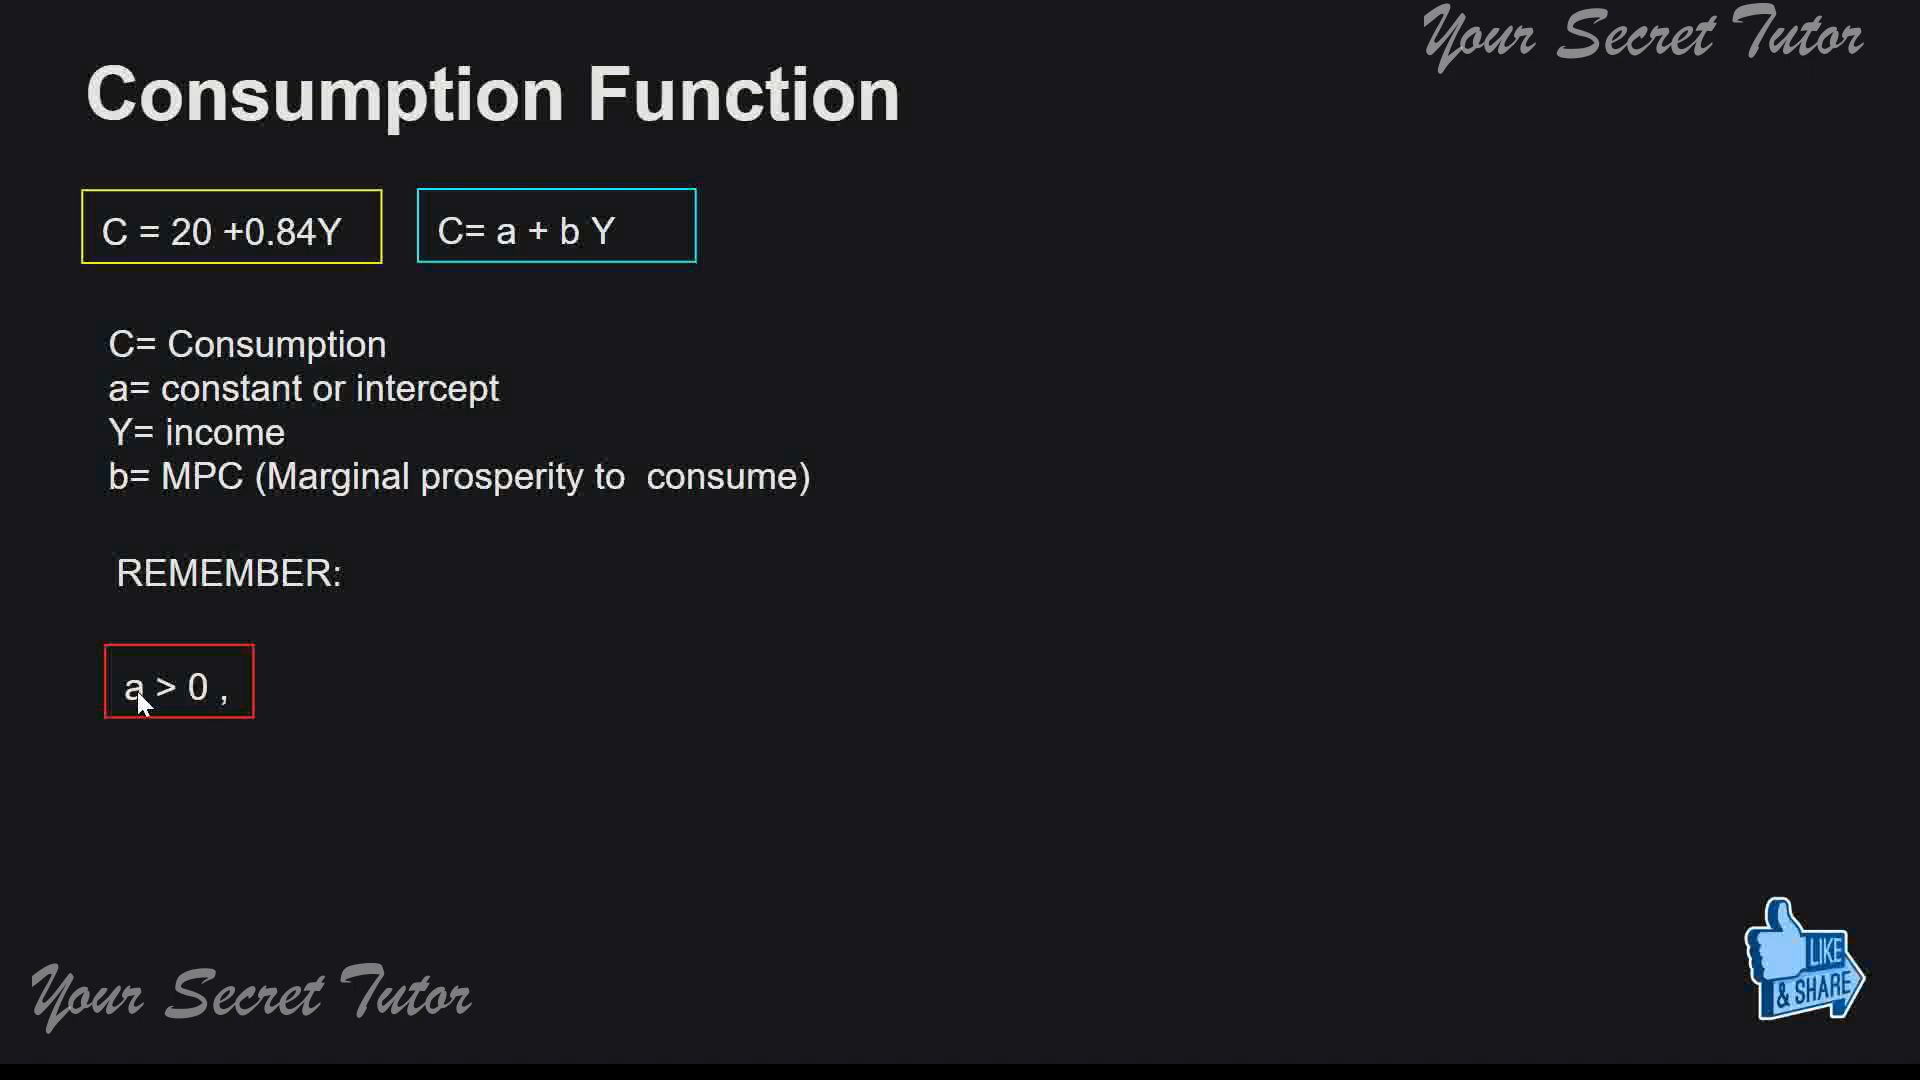 Your Secret Tutor
Consumption Function
C = 20 +0.84Y
C= a + b Y
C= Consumption
a= constant or intercept
Y= income
b= MPC (Marginal prosperity to  consume)
REMEMBER:
a > 0 ,
LIKE
& SHARE
Your Secret Tutor